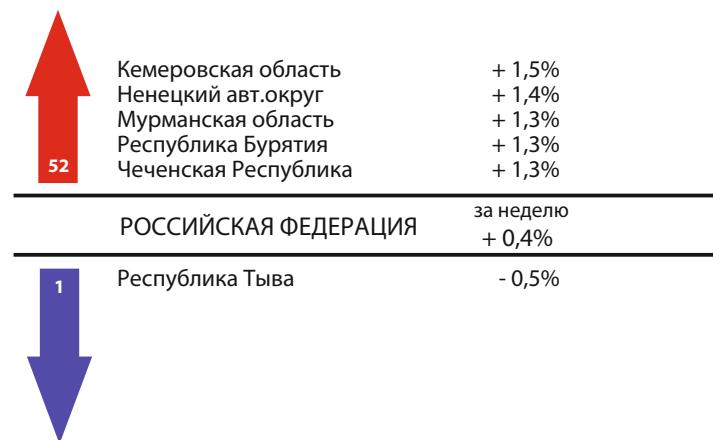 Кемеровская область + 1,5%
Ненецкий авт.округ + 1,4%
Мурманская область + 1,3%
Республика Бурятия + 1,3%
52 Чеченская Республика + 1,3%
за неделю
РОССИЙСКАЯ ФЕДЕРАЦИЯ + 0,4%
1 Республика Тыва - 0,5%